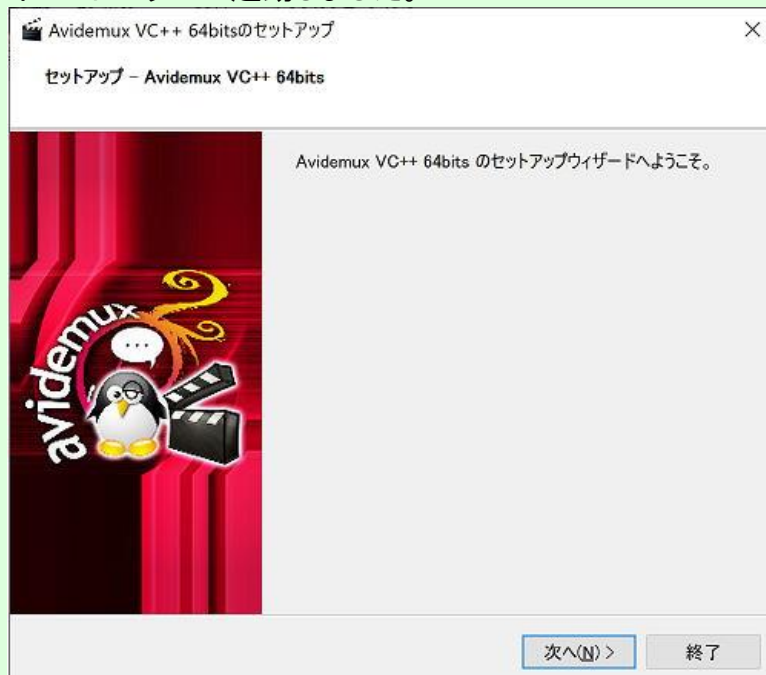 Avidemux VC++ 64bitsのセットアップ
セットアップ - Avidemux VC++ 64bits
Avidemux VC++ 64bits のセットアップウィザードへようこそ。
avidemux
次へ(N) >
終了